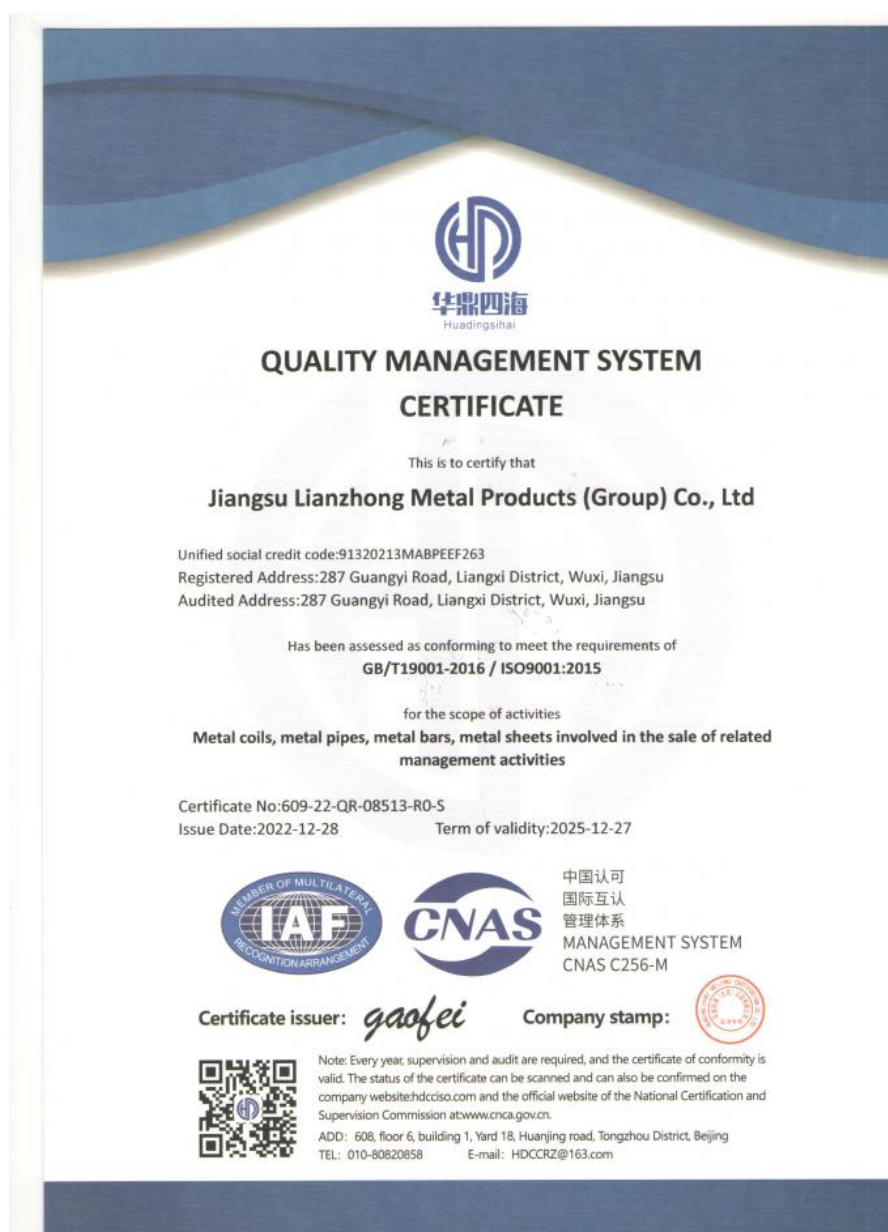 华鼎四海
Huadingsihai
QUALITY MANAGEMENT SYSTEM
CERTIFICATE
This is to certify that
Jiangsu Lianzhong Metal Products (Group) Co., Ltd
Unified social credit code:91320213MABPEEF263
Registered Address:287 Guangyi Road, Liangxi District, Wuxi, Jiangsu
Audited Address:287 Guangyi Road, Liangxi District, Wuxi, Jiangsu
Has been assessed as conforming to meet the requirements of
GB/T19001-2016 / ISO9001:2015
for the scope of activities
Metal coils, metal pipes, metal bars, metal sheets involved in the sale of related
management activities
Certificate No:609-22-QR-08513-R0-S
Issue Date:2022-12-28 Term of validity:2025-12-27
MEMBER OF MULTILATERAL
IAF
RECOGNITION ARRANGEMENT
CNAS
中国认可
国际互认
管理体系
MANAGEMENT SYSTEM
CNAS C256-M
Certificate issuer: gaofei Company stamp:
Note: Every year, supervision and audit are required, and the certificate of conformity is
valid. The status of the certificate can be scanned and can also be confirmed on the
company website:hdcciso.com and the official website of the National Certification and
Supervision Commission at:www.cnca.gov.cn.
ADD: 608, floor 6, building 1, Yard 18, Huanjing road, Tongzhou District, Beijing
TEL: 010-80820858 E-mail: HDCCRZ@163.com